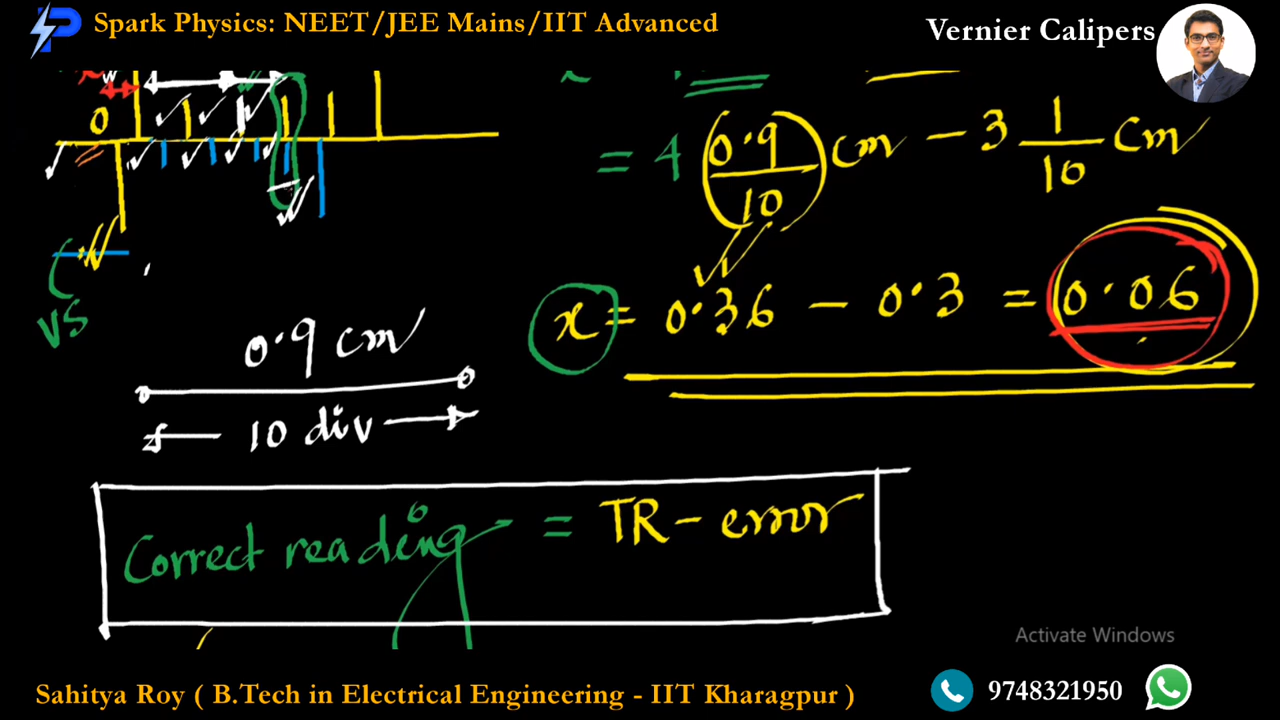 Spark Physics: NEET/JEE Mains/IIT Advanced
Vernier Calipers
0
= 4 0.9/10 cm - 3 1/10 cm
x = 0.36 - 0.3 = 0.06
VS
0.9 cm
10 div
Correct reading = TR - error
Activate Windows
Sahitya Roy ( B.Tech in Electrical Engineering - IIT Kharagpur )
9748321950